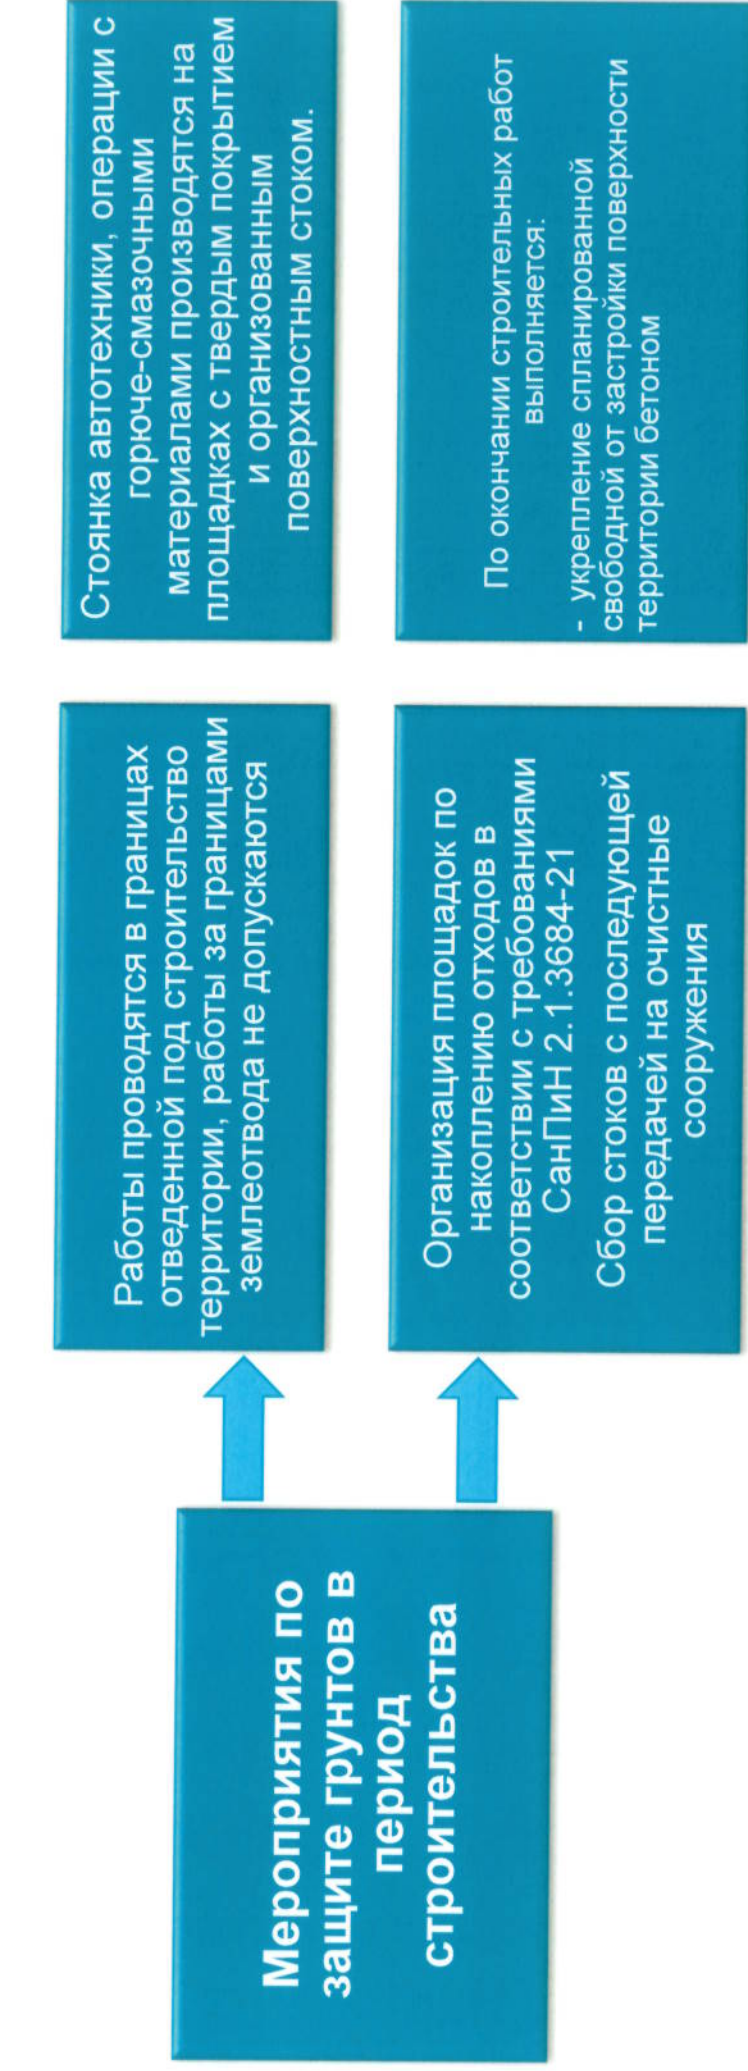 Мероприятия по
защите грунтов в
период
строительства
Работы проводятся в границах
отведенной под строительство
территории, работы за границами
землеотвода не допускаются
Стоянка автотехники, операции с
горюче-смазочными
материалами производятся на
площадках с твердым покрытием
и организованным
поверхностным стоком.
Организация площадок по
накоплению отходов в
соответствии с требованиями
СанПиН 2.1.3684-21
Сбор стоков с последующей
передачей на очистные
сооружения
По окончании строительных работ
выполняется:
- укрепление спланированной
свободной от застройки поверхности
территории бетоном